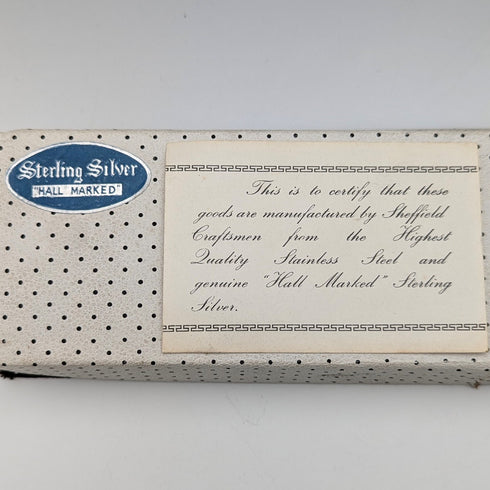 Sterling Silver
"HALL MARKED"
This is to certify that these
goods are manufactured by Sheffield
Craftsmen from the Highest
Quality Stainless Steel and
genuine "Hall Marked" Sterling
Silver.